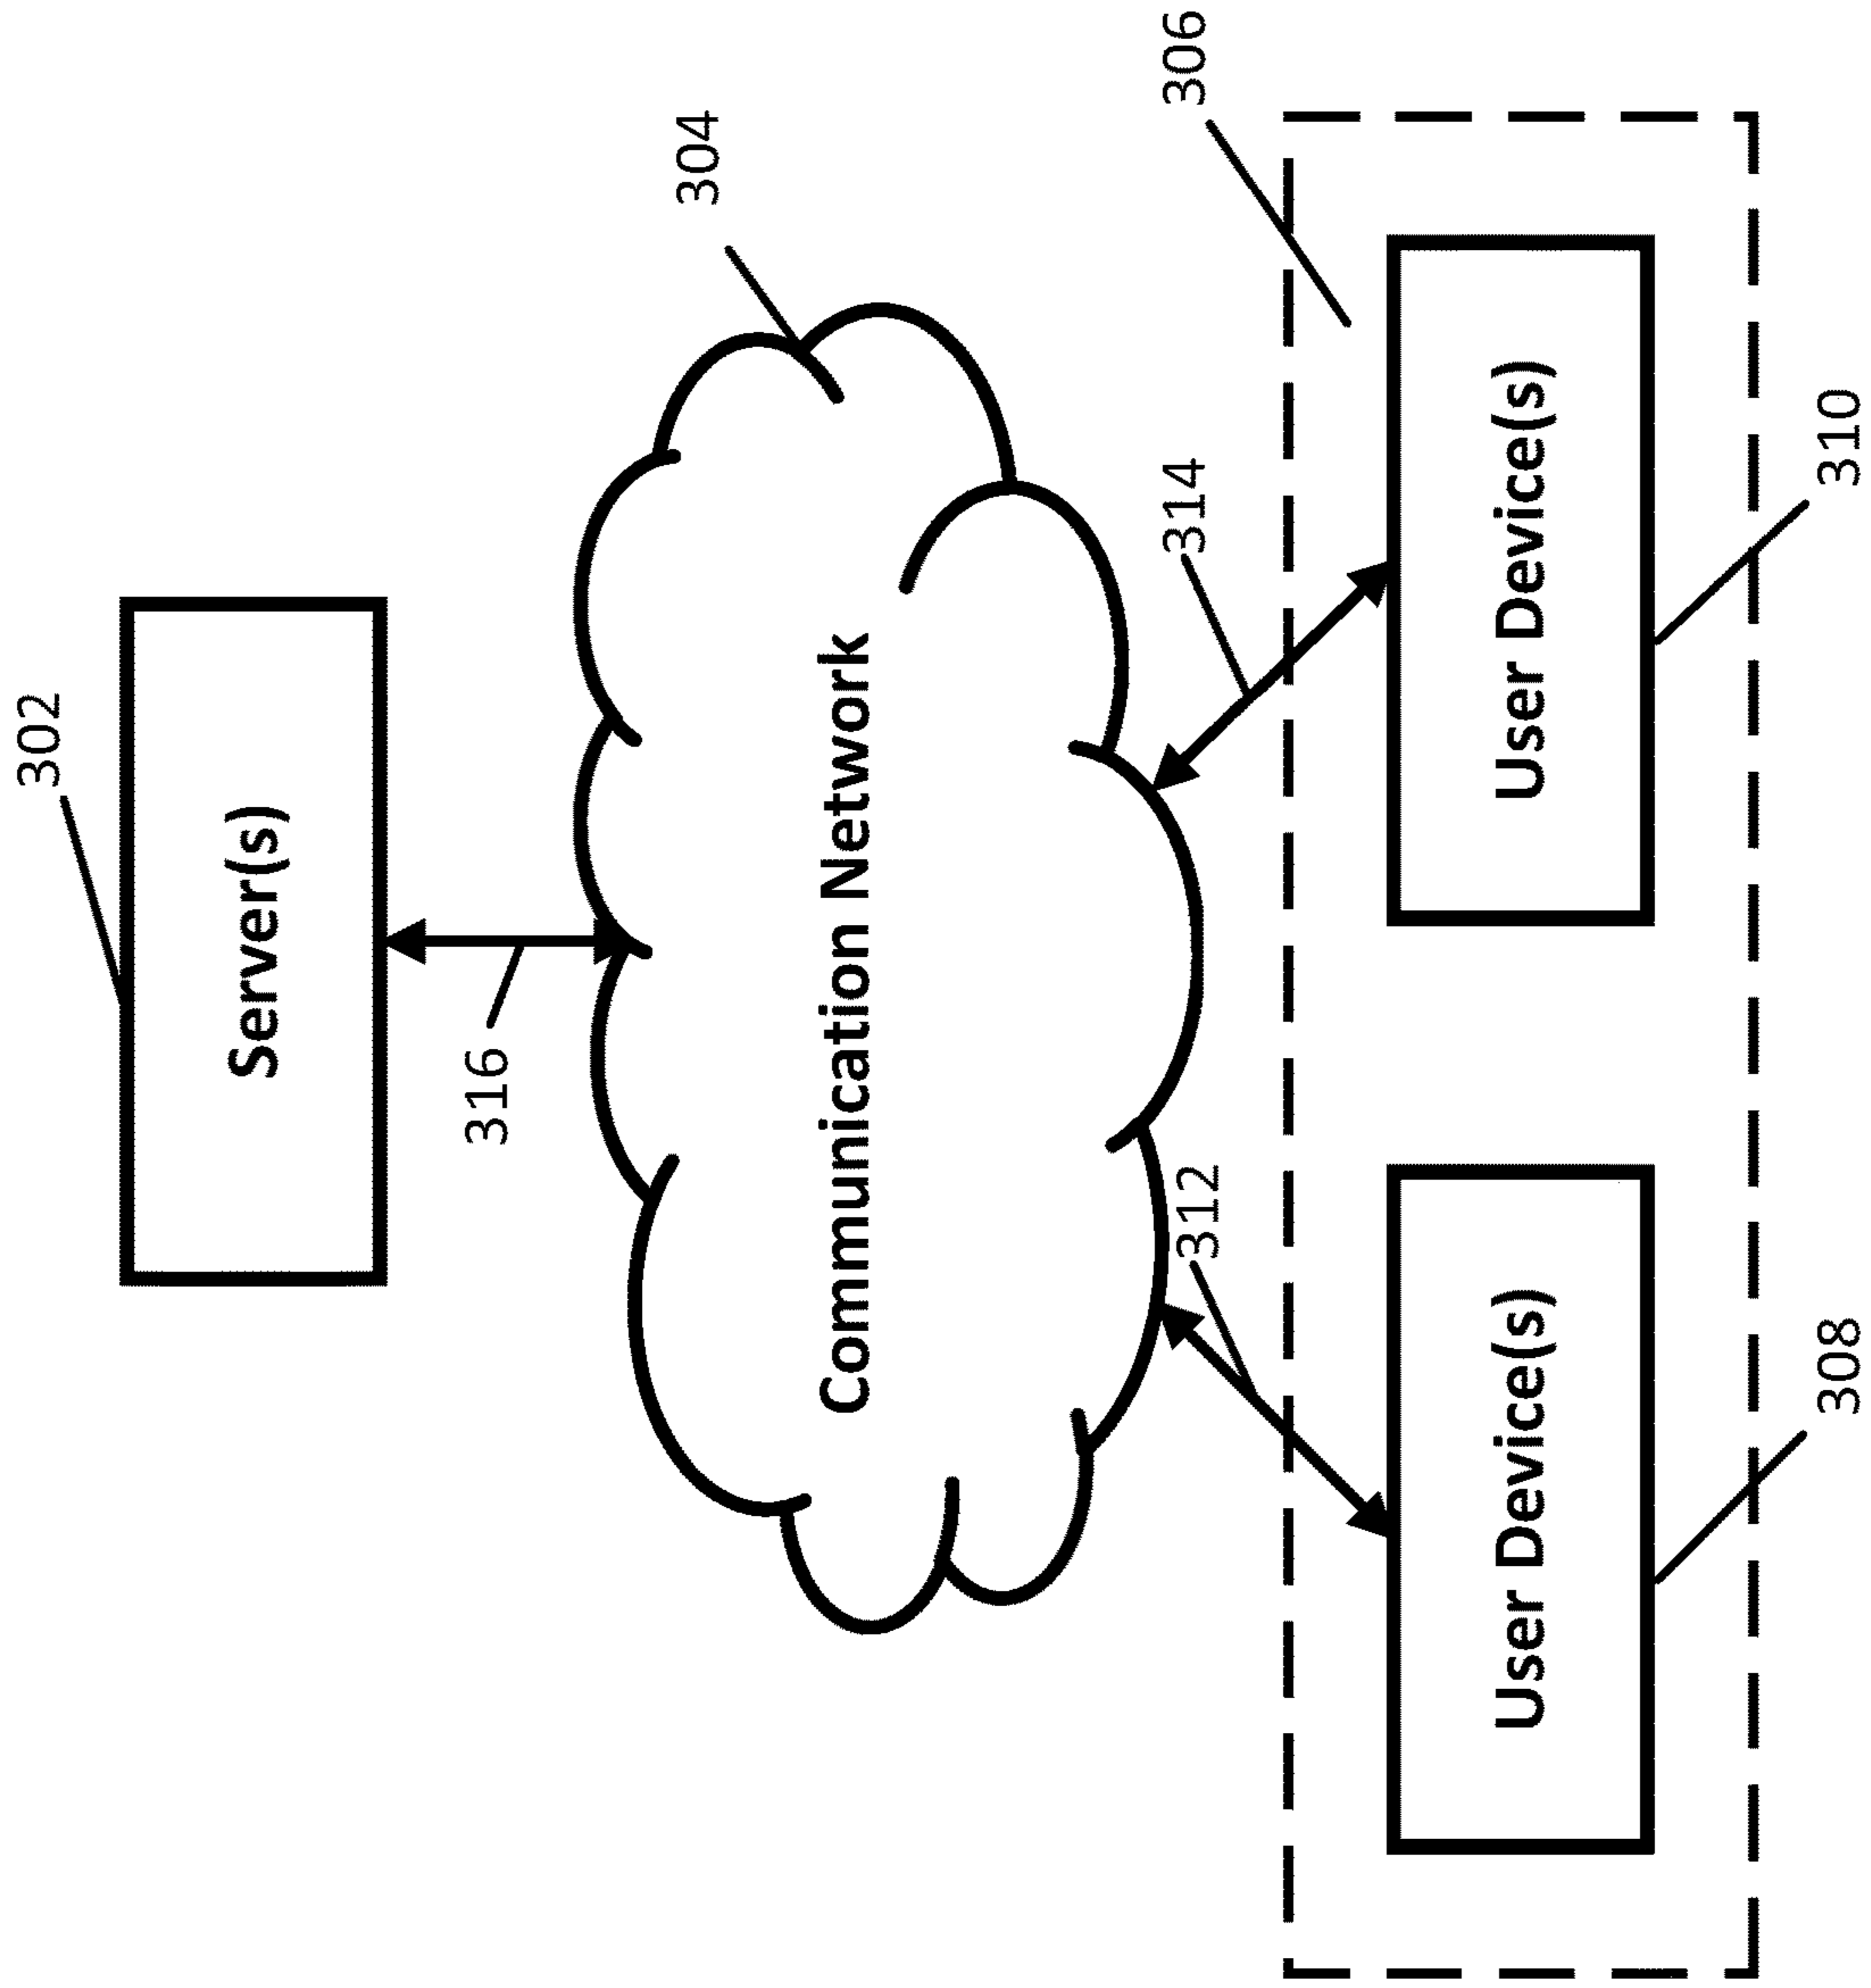 302
Server(s)
316
304
Communication Network
312
314
306
User Device(s)
User Device(s)
308
310